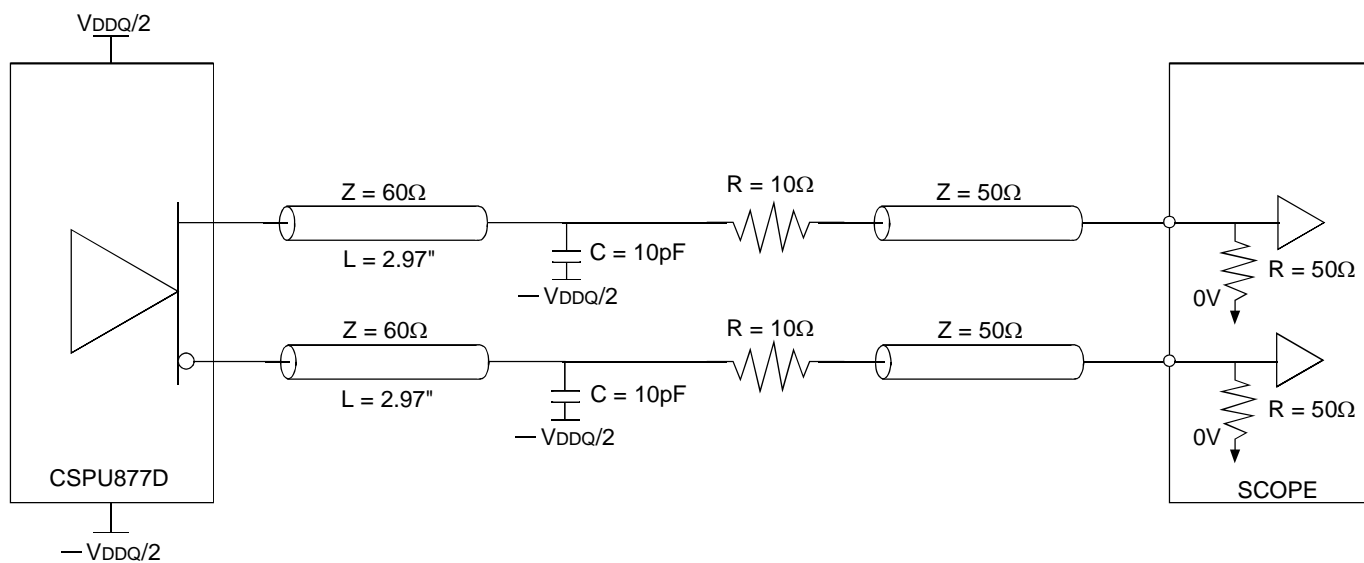 VDDQ/2
Z = 60Ω
R = 10Ω
Z = 50Ω
L = 2.97"
C = 10pF
R = 50Ω
— VDDQ/2
0V
Z = 60Ω
R = 10Ω
Z = 50Ω
L = 2.97"
C = 10pF
R = 50Ω
— VDDQ/2
0V
CSPU877D
SCOPE
— VDDQ/2